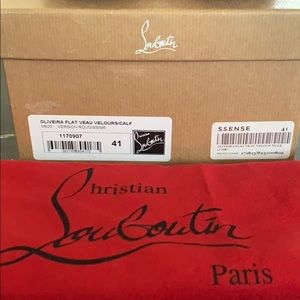 Louboutin
OLIVEIRA FLAT VEAU VELOURS/CALF
VERSION ROUGISSIME
1170907
41
SSENSE 41
Christian
Louboutin
Paris